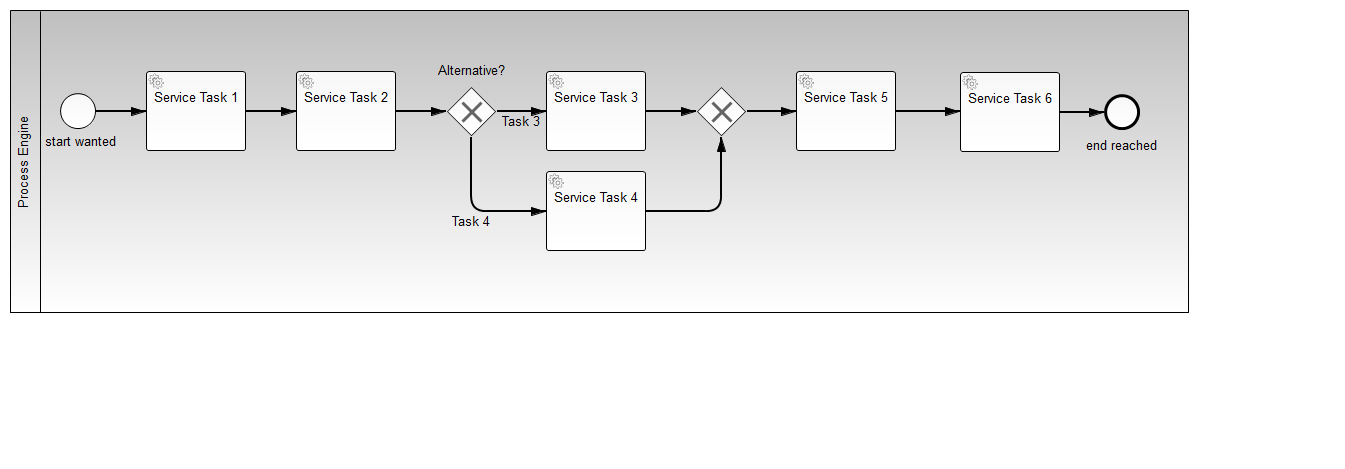 Process Engine
start wanted
Service Task 1
Service Task 2
Alternative?
Task 3
Service Task 3
Task 4
Service Task 4
Service Task 5
Service Task 6
end reached